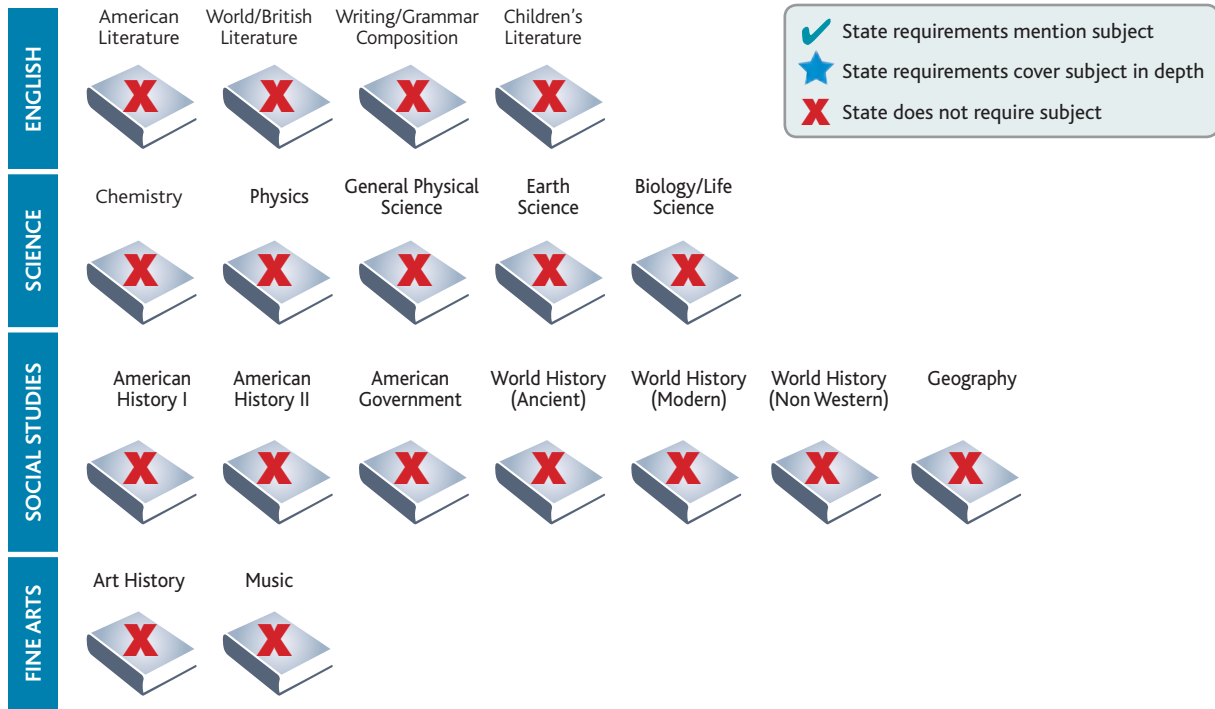 American
Literature
World/British
Literature
Writing/Grammar
Composition
Children's
Literature
ENGLISH
State requirements mention subject
State requirements cover subject in depth
X State does not require subject
X
X
X
X
Chemistry
Physics
General Physical
Science
Earth
Science
Biology/Life
Science
SCIENCE
X
X
X
X
X
American
History I
American
History II
American
Government
World History
(Ancient)
World History
(Modern)
World History
(Non Western)
Geography
SOCIAL STUDIES
X
X
X
X
X
X
X
Art History
Music
FINE ARTS
X
X